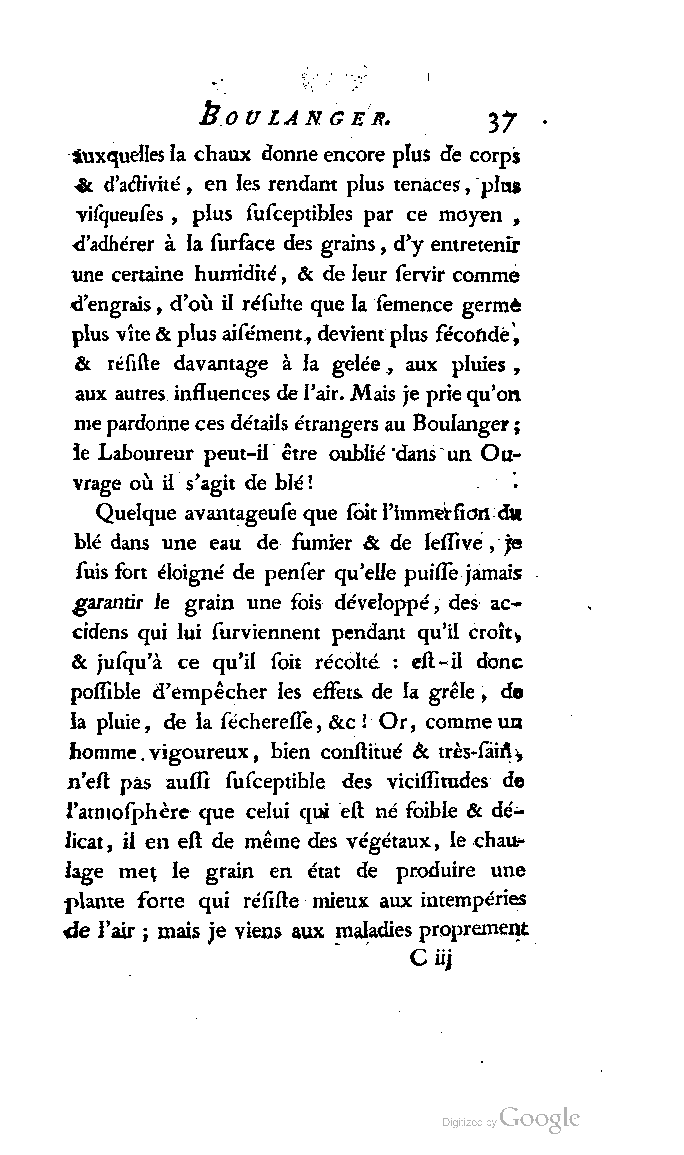 BOULANGER. 37
auxquelles la chaux donne encore plus de corps
& d'activité, en les rendant plus tenaces, plus
viſqueuſes, plus ſuſceptibles par ce moyen,
d'adhérer à la ſurface des grains, d'y entretenir
une certaine humidité, & de leur ſervir comme
d'engrais, d'où il réſulte que la ſemence germe
plus vîte & plus aiſément, devient plus féconde,
& réſiſte davantage à la gelée, aux pluies,
aux autres influences de l'air. Mais je prie qu'on
me pardonne ces détails étrangers au Boulanger;
le Laboureur peut-il être oublié dans un Ou-
vrage où il s'agit de blé!
Quelque avantageuſe que ſoit l'immerſion du
blé dans une eau de fumier & de leſſive, je
ſuis fort éloigné de penſer qu'elle puiſſe jamais
garantir le grain une fois développé, des ac-
cidens qui lui ſurviennent pendant qu'il croît,
& juſqu'à ce qu'il ſoit récolté : eſt-il donc
poſſible d'empêcher les effets de la grêle, de
la pluie, de la ſéchereſſe, &c! Or, comme un
homme vigoureux, bien conſtitué & très-ſain,
n'eſt pas auſſi ſuſceptible des viciſſitudes de
l'atmoſphère que celui qui eſt né foible & dé-
licat, il en eſt de même des végétaux, le chau-
lage met le grain en état de produire une
plante forte qui réſiſte mieux aux intempéries
de l'air; mais je viens aux maladies proprement
C iij
Digitized by Google